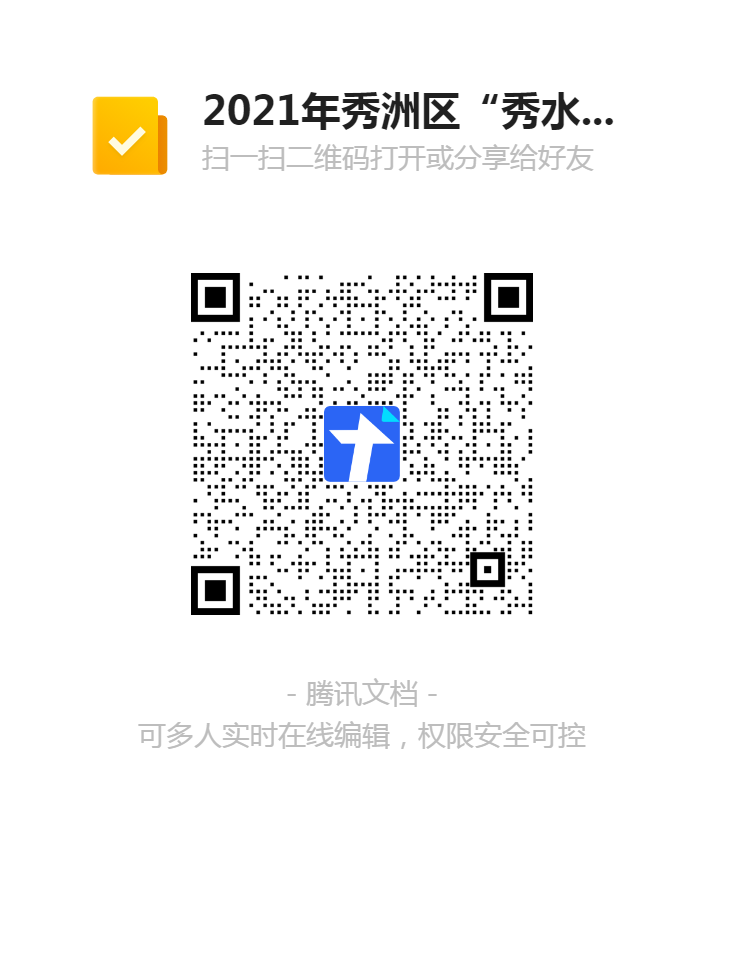 2021年秀洲区“秀水...
扫一扫二维码打开或分享给好友
- 腾讯文档 -
可多人实时在线编辑，权限安全可控